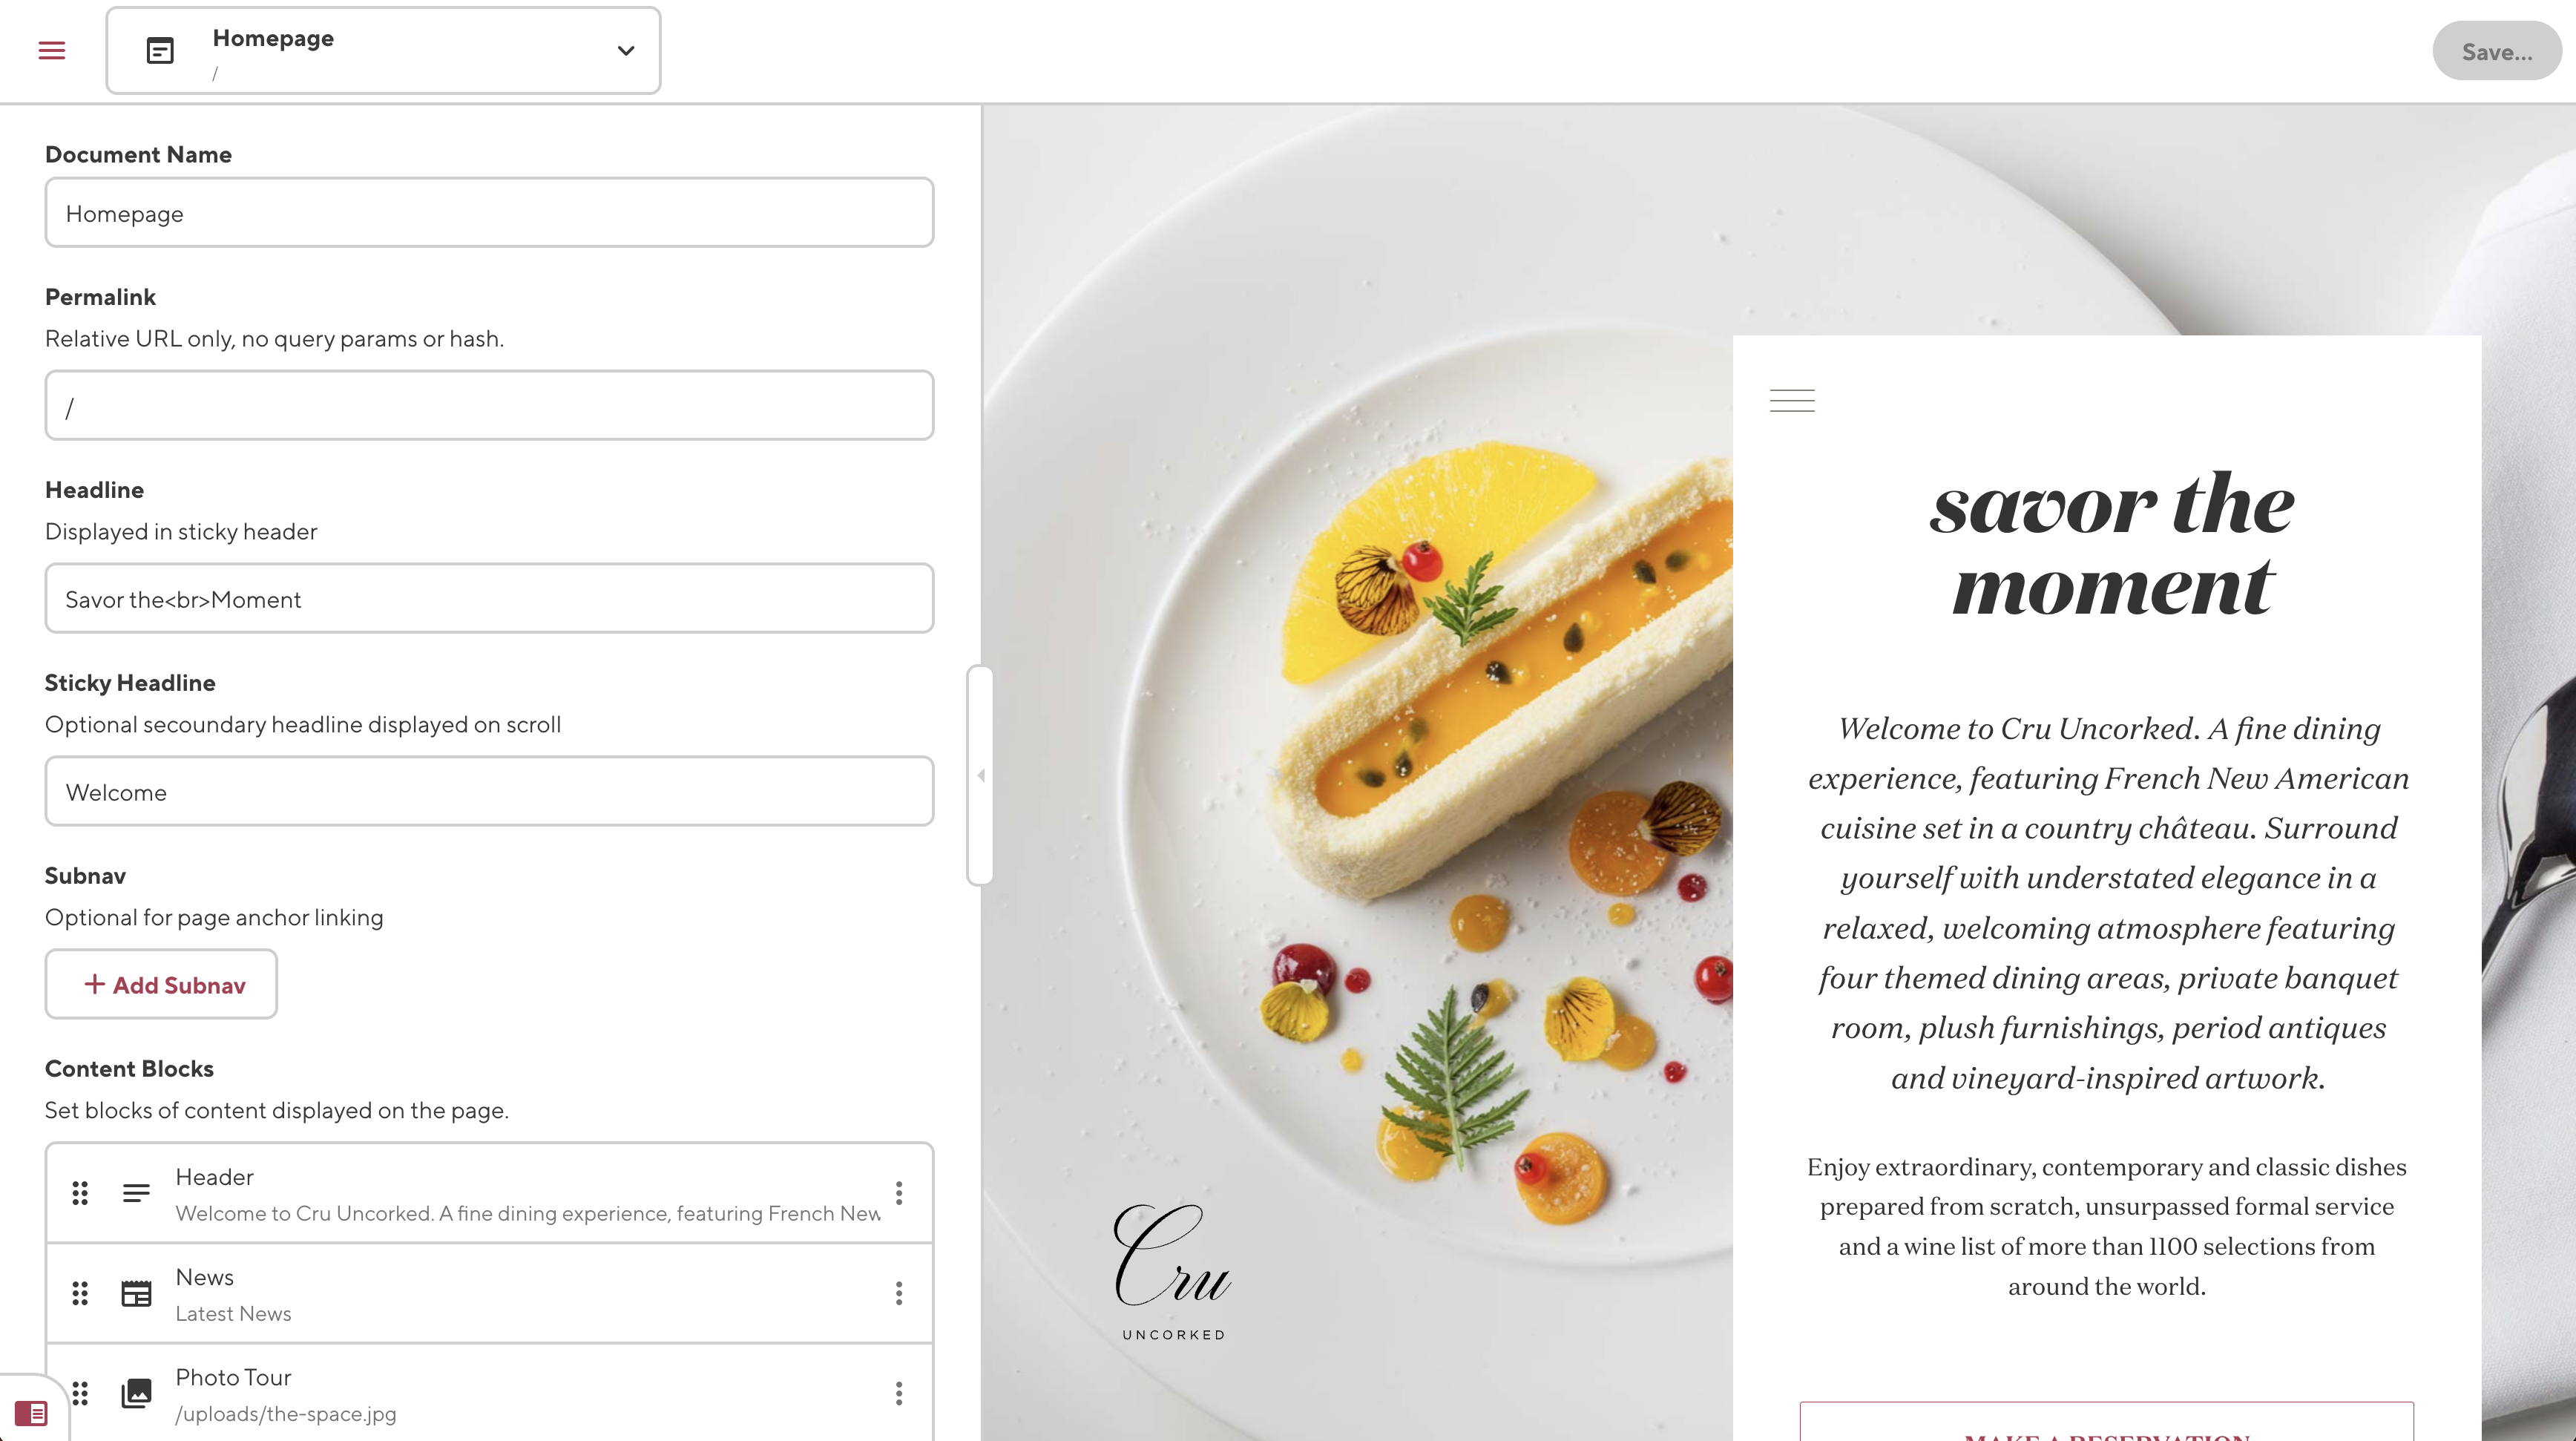 Homepage
/
Save...
Document Name
Homepage
Permalink
Relative URL only, no query params or hash.
/
Headline
Displayed in sticky header
Savor the<br>Moment
Sticky Headline
Optional secoundary headline displayed on scroll
Welcome
Subnav
Optional for page anchor linking
+ Add Subnav
Content Blocks
Set blocks of content displayed on the page.
Header
Welcome to Cru Uncorked. A fine dining experience, featuring French New
News
Latest News
Photo Tour
/uploads/the-space.jpg
Cru
UNCORKED
savor the
moment
Welcome to Cru Uncorked. A fine dining
experience, featuring French New American
cuisine set in a country château. Surround
yourself with understated elegance in a
relaxed, welcoming atmosphere featuring
four themed dining areas, private banquet
room, plush furnishings, period antiques
and vineyard-inspired artwork.
Enjoy extraordinary, contemporary and classic dishes
prepared from scratch, unsurpassed formal service
and a wine list of more than 1100 selections from
around the world.
MAKE A RESERVATION